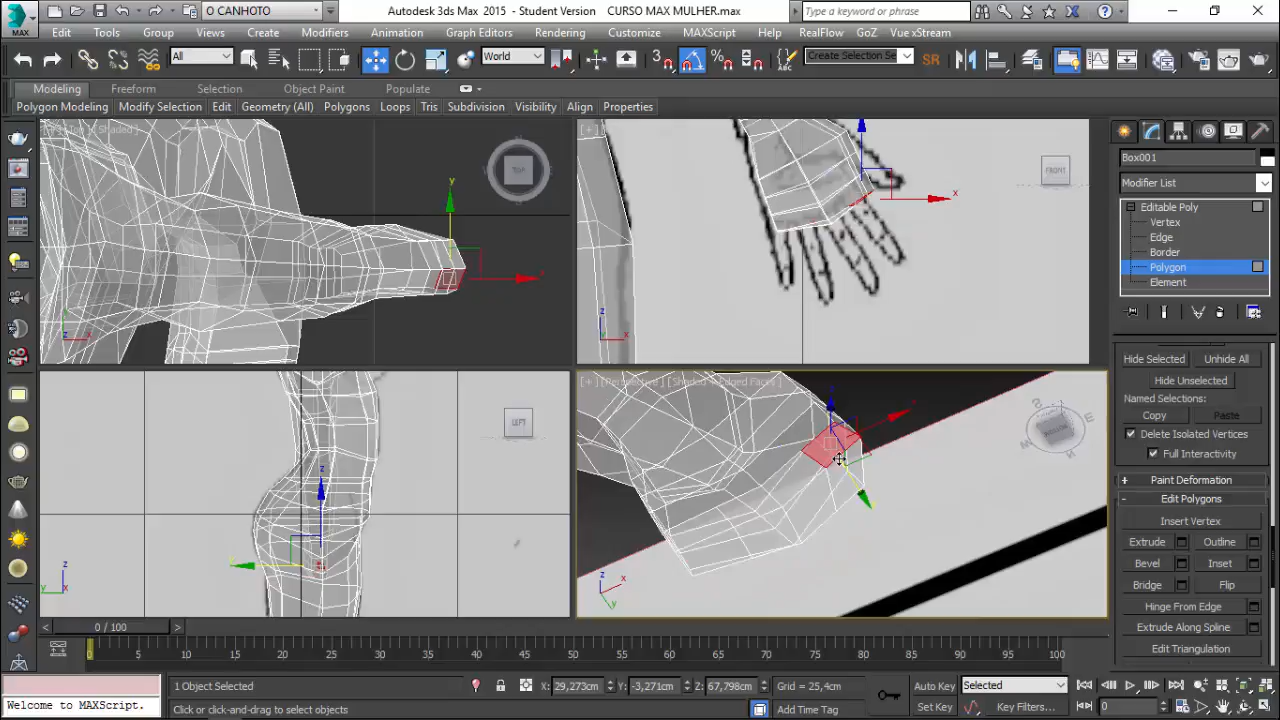 MAX
O CANHOTO
Autodesk 3ds Max 2015 - Student Version CURSO MAX MULHER.max
Type a keyword or phrase
Edit Tools Group Views Create Modifiers Animation Graph Editors Rendering Customize MAXScript Help RealFlow GoZ Vue xStream
All
World
3
Create Selection Se
SR
Modeling Freeform Selection Object Paint Populate
Polygon Modeling Modify Selection Edit Geometry (All) Polygons Loops Tris Subdivision Visibility Align Properties
TOP
y
x
z x
FRONT
x
z
x
Box001
Modifier List
Editable Poly
Vertex
Edge
Border
Polygon
Element
Hide Selected Unhide All
Hide Unselected
Named Selections:
Copy Paste
Delete Isolated Vertices
Full Interactivity
Paint Deformation
Edit Polygons
Insert Vertex
Extrude Outline
Bevel Inset
Bridge Flip
Hinge From Edge
Extrude Along Spline
Edit Triangulation
LEFT
z
y
z
[+] [Perspective] [Shaded + Edged Faces]
x
z x
y
S
E
W
N
0 / 100
0 5 10 15 20 25 30 35 40 45 50 55 60 65 70 75 80 85 90 95 100
1 Object Selected
X: 29,273cm Y: -3,271cm Z: 67,798cm Grid = 25,4cm
Auto Key Selected
Welcome to MAXScript.
Click or click-and-drag to select objects
Add Time Tag
Set Key Key Filters...
0